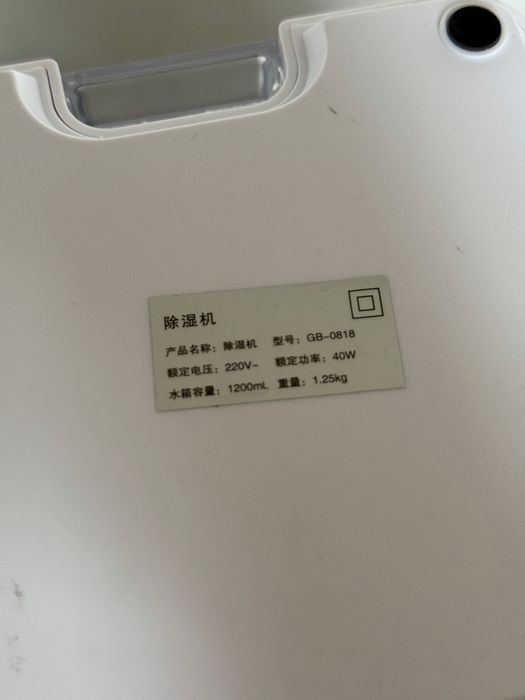 除湿机
产品名称：除湿机 型号：GB-0818
额定电压：220V~ 额定功率：40W
水箱容量：1200mL 重量：1.25kg